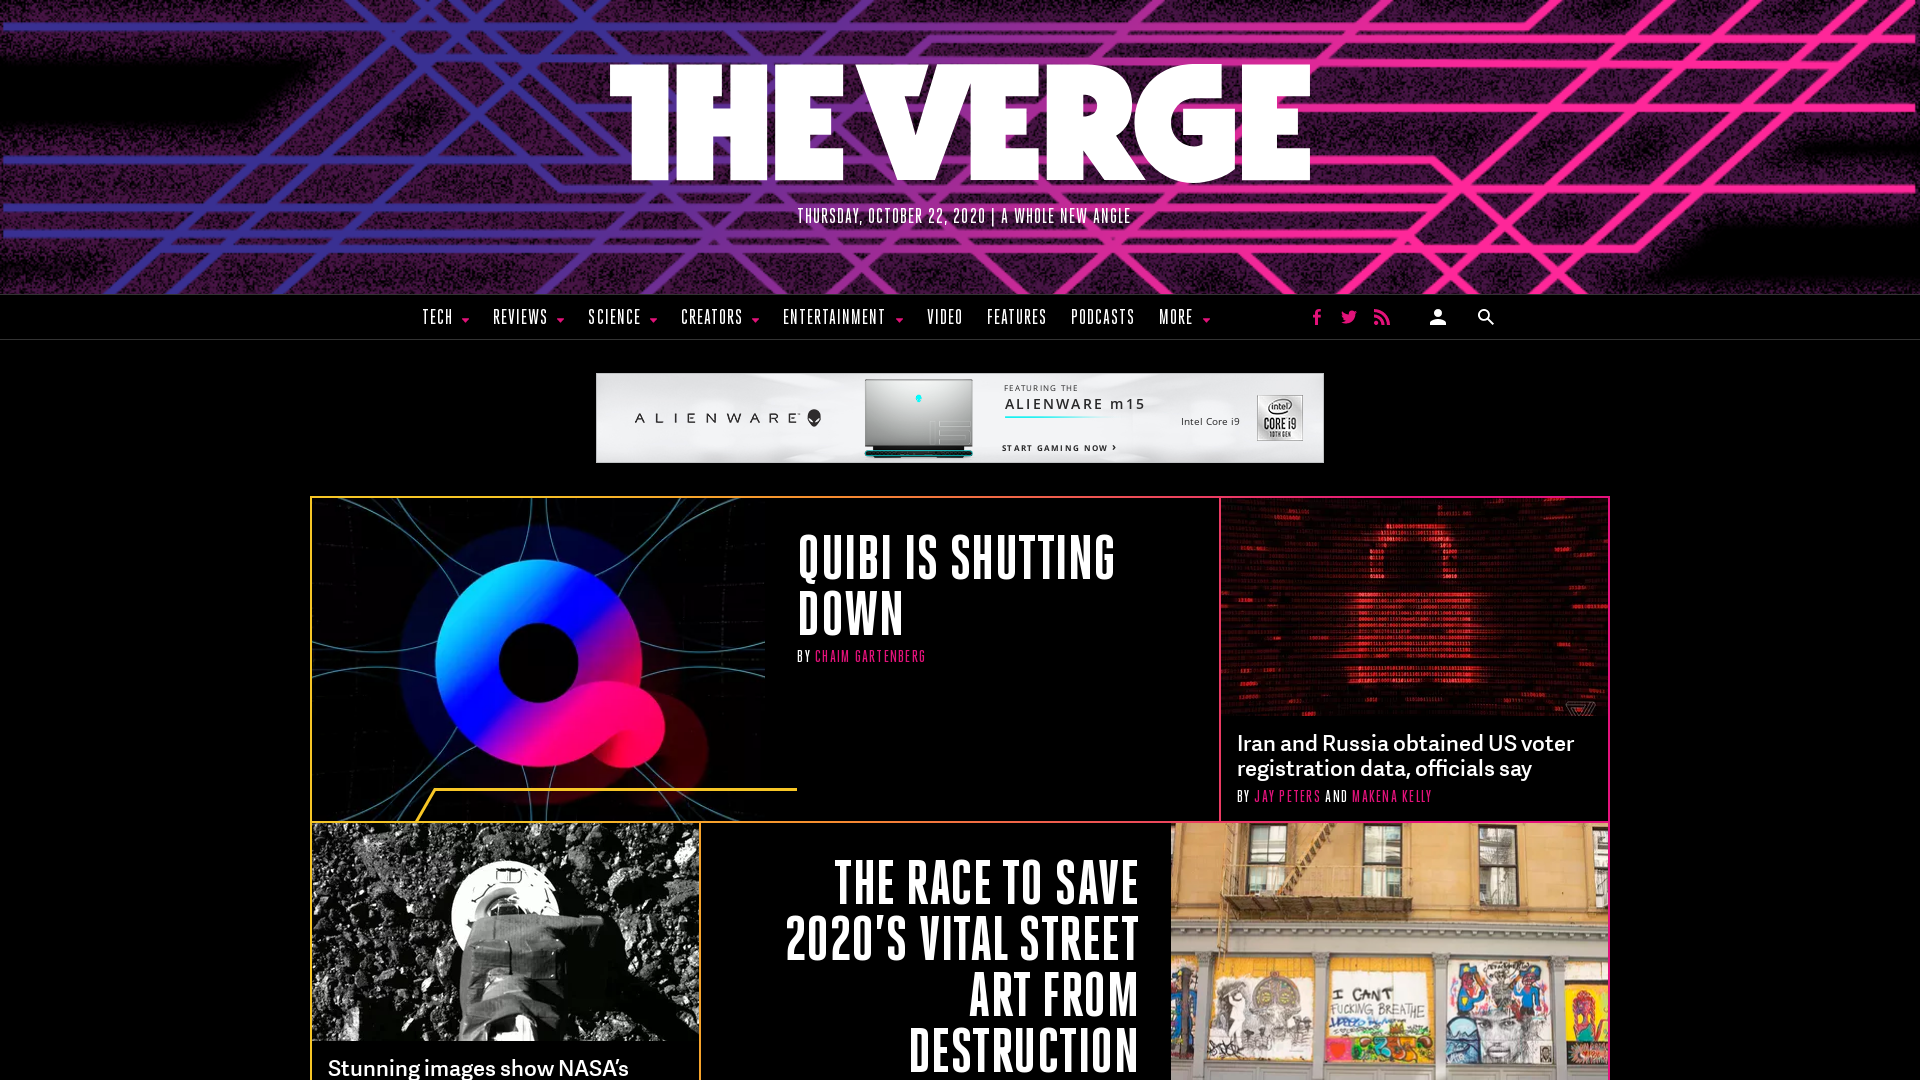 THE VERGE
THURSDAY, OCTOBER 22, 2020 | A WHOLE NEW ANGLE
TECH REVIEWS SCIENCE CREATORS ENTERTAINMENT VIDEO FEATURES PODCASTS MORE
ALIENWARE
FEATURING THE
ALIENWARE m15
START GAMING NOW ›
Intel Core i9
intel
CORE i9
10TH GEN
QUIBI IS SHUTTING
DOWN
BY CHAIM GARTENBERG
Iran and Russia obtained US voter
registration data, officials say
BY JAY PETERS AND MAKENA KELLY
Stunning images show NASA’s
THE RACE TO SAVE
2020’S VITAL STREET
ART FROM
DESTRUCTION
I CANT
FUCKING BREATHE